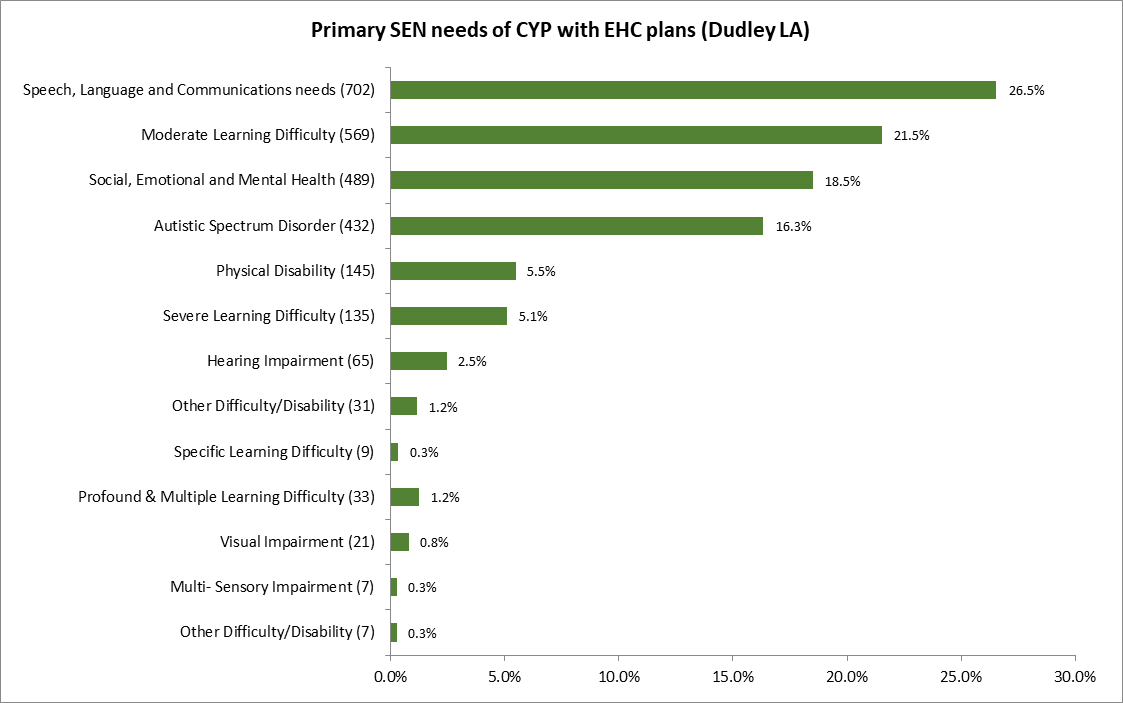 Primary SEN needs of CYP with EHC plans (Dudley LA)
Speech, Language and Communications needs (702) 26.5%
Moderate Learning Difficulty (569) 21.5%
Social, Emotional and Mental Health (489) 18.5%
Autistic Spectrum Disorder (432) 16.3%
Physical Disability (145) 5.5%
Severe Learning Difficulty (135) 5.1%
Hearing Impairment (65) 2.5%
Other Difficulty/Disability (31) 1.2%
Specific Learning Difficulty (9) 0.3%
Profound & Multiple Learning Difficulty (33) 1.2%
Visual Impairment (21) 0.8%
Multi- Sensory Impairment (7) 0.3%
Other Difficulty/Disability (7) 0.3%
0.0% 5.0% 10.0% 15.0% 20.0% 25.0% 30.0%